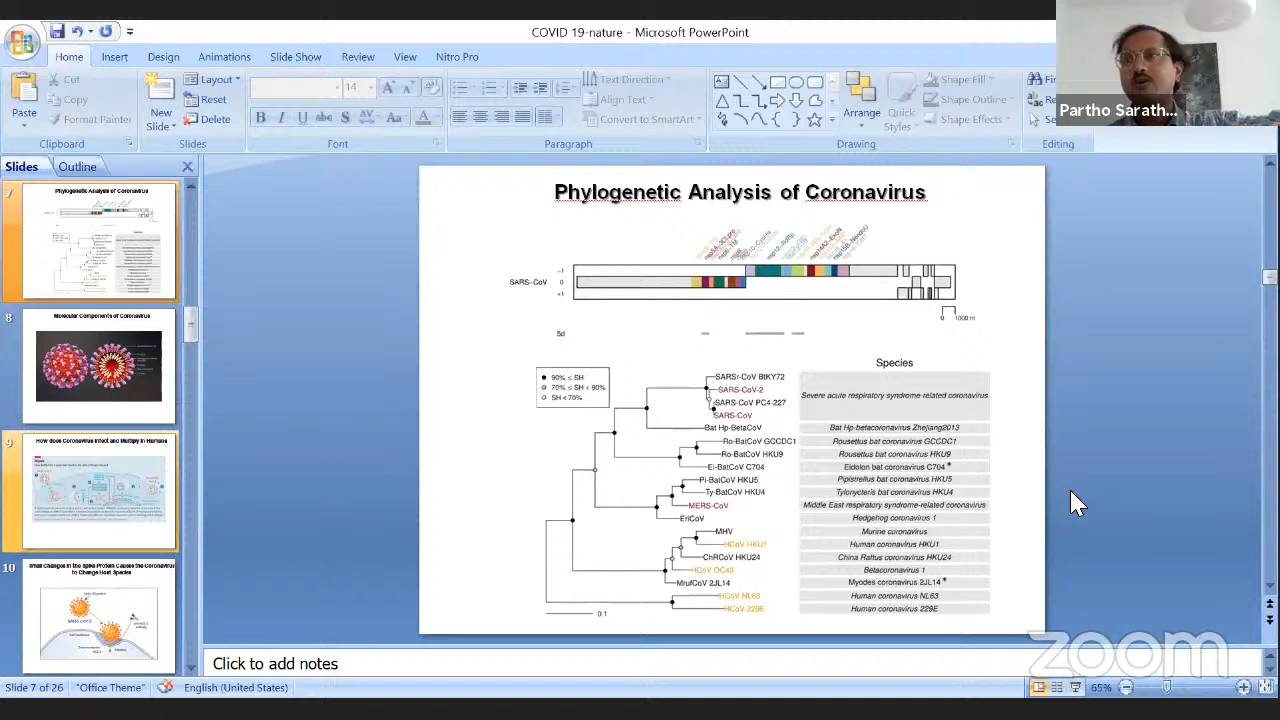 COVID 19-nature - Microsoft PowerPoint
Home Insert Design Animations Slide Show Review View Nitro Pro
Cut
Copy
Format Painter
Paste
Clipboard
New Slide
Layout
Reset
Delete
Slides
14
B I U abc S
Font
Text Direction
Align Text
Convert to SmartArt
Paragraph
Arrange
Quick Styles
Shape Fill
Shape Outline
Shape Effects
Drawing
Editing
Partho Sarath...
Slides Outline
7
Phylogenetic Analysis of Coronavirus
8
Molecular Components of Coronavirus
9
How does Coronavirus Infect and Multiply in Humans
10
Small Changes in the Spike Protein Causes the Coronavirus to Change Host Species
Phylogenetic Analysis of Coronavirus
SARS-CoV
-1
0
+1
0 1000 nt
5d
90% ≤ SH
70% ≤ SH < 90%
SH < 70%
Species
SARSr-CoV BtKY72
SARS-CoV-2
SARS-CoV PC4-227
SARS-CoV
Severe acute respiratory syndrome-related coronavirus
Bat Hp-BetaCoV Bat Hp-betacoronavirus Zhejiang2013
Ro-BatCoV GCCDC1 Rousettus bat coronavirus GCCDC1
Ro-BatCoV HKU9 Rousettus bat coronavirus HKU9
Ei-BatCoV C704 Eidolon bat coronavirus C704 *
Pi-BatCoV HKU5 Pipistrellus bat coronavirus HKU5
Ty-BatCoV HKU4 Tylonycteris bat coronavirus HKU4
MERS-CoV Middle East respiratory syndrome-related coronavirus
EriCoV Hedgehog coronavirus 1
MHV Murine coronavirus
HCoV HKU1 Human coronavirus HKU1
ChRCoV HKU24 China Rattus coronavirus HKU24
HCoV OC43 Betacoronavirus 1
MrufCoV 2JL14 Myodes coronavirus 2JL14 *
HCoV NL63 Human coronavirus NL63
HCoV 229E Human coronavirus 229E
0.1
Click to add notes
zoom
Slide 7 of 26 "Office Theme" English (United States) 65%